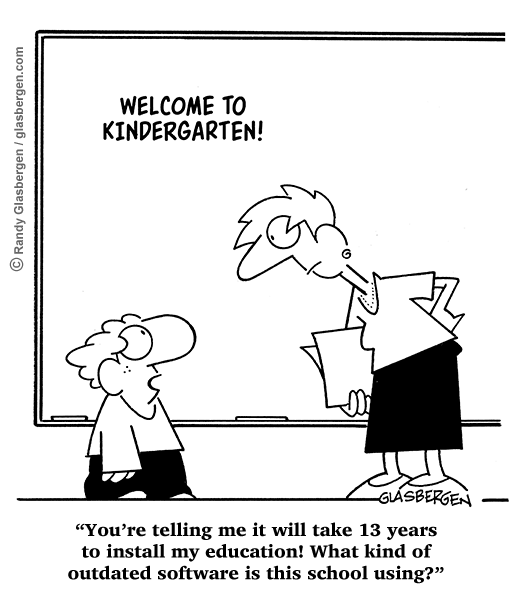 © Randy Glasbergen / glasbergen.com
WELCOME TO
KINDERGARTEN!
GLASBERGEN
“You’re telling me it will take 13 years
to install my education! What kind of
outdated software is this school using?”